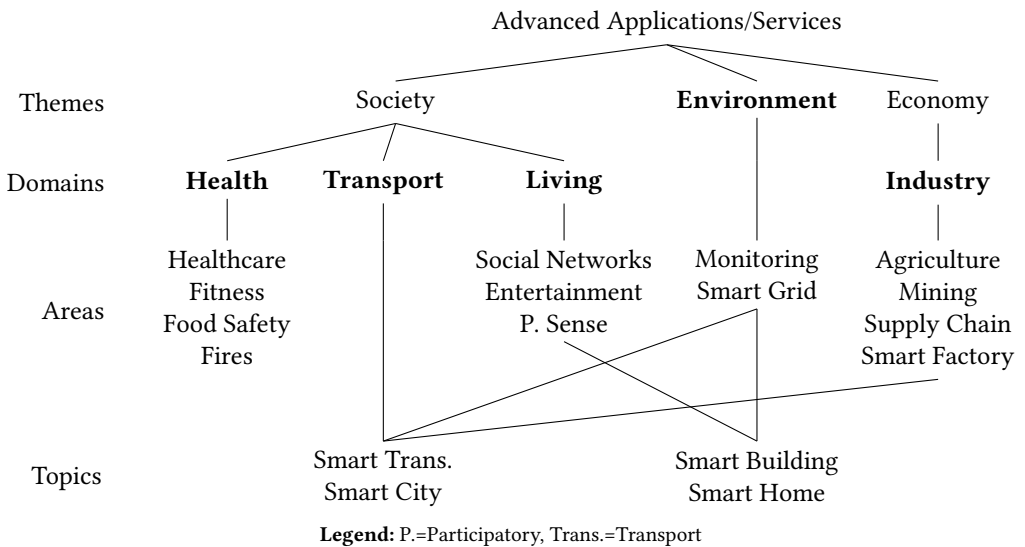 Advanced Applications/Services
Themes
Society
Environment
Economy
Domains
Health
Transport
Living
Industry
Areas
Healthcare
Fitness
Food Safety
Fires
Social Networks
Entertainment
P. Sense
Monitoring
Smart Grid
Agriculture
Mining
Supply Chain
Smart Factory
Topics
Smart Trans.
Smart City
Smart Building
Smart Home
Legend: P.=Participatory, Trans.=Transport